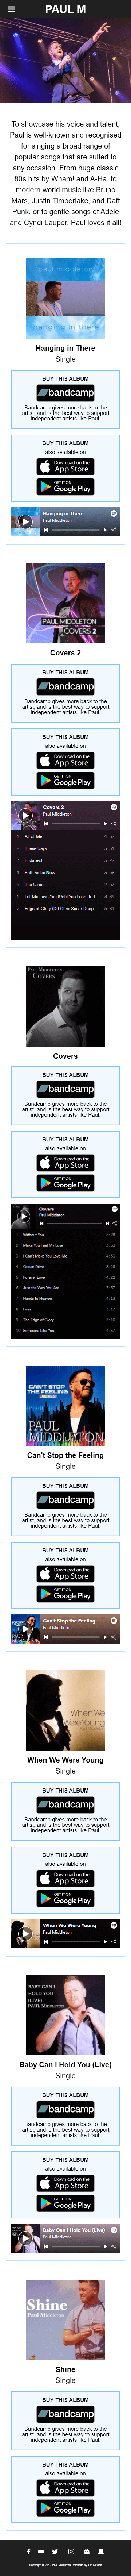 PAUL M
To showcase his voice and talent,
Paul is well-known and recognised
for singing a broad range of
popular songs that are suited to
any occasion. From huge classic
80s hits by Wham! and A-Ha, to
modern world music like Bruno
Mars, Justin Timberlake, and Daft
Punk, or to gentle songs of Adele
and Cyndi Lauper, Paul loves it all!
PAUL MIDDLETON
hanging in there
Hanging in There
Single
BUY THIS ALBUM
bandcamp
Bandcamp gives more back to the
artist, and is the best way to support
independent artists like Paul.
BUY THIS ALBUM
also available on
Download on the
App Store
GET IT ON
Google Play
Hanging in There
Paul Middleton
PAUL MIDDLETON
COVERS 2
Covers 2
BUY THIS ALBUM
bandcamp
Bandcamp gives more back to the
artist, and is the best way to support
independent artists like Paul.
BUY THIS ALBUM
also available on
Download on the
App Store
GET IT ON
Google Play
Covers 2
Paul Middleton
1 All of Me 4:32
2 These Days 3:51
3 Budapest 3:22
4 Both Sides Now 3:56
5 The Circus 2:57
6 Let Me Love You (Until You Learn to L... 3:39
7 Edge of Glory (DJ Chris Spear Deep ... 6:31
PAUL MIDDLETON
COVERS
Covers
BUY THIS ALBUM
bandcamp
Bandcamp gives more back to the
artist, and is the best way to support
independent artists like Paul.
BUY THIS ALBUM
also available on
Download on the
App Store
GET IT ON
Google Play
Covers
Paul Middleton
1 Without You 3:28
2 Make You Feel My Love 3:32
3 I Can't Make You Love Me 4:55
4 Ocean Drive 3:28
5 Forever Love
6 Just the Way You Are
7 Hands to Heaven
8 Fires 3:17
9 The Edge of Glory
10 Someone Like You
CAN'T STOP
THE FEELING
PAUL
MIDDLETON
Can't Stop the Feeling
Single
BUY THIS ALBUM
bandcamp
Bandcamp gives more back to the
artist, and is the best way to support
independent artists like Paul.
BUY THIS ALBUM
also available on
Download on the
App Store
GET IT ON
Google Play
Can't Stop the Feeling
Paul Middleton
When We
Were Young
When We Were Young
Single
BUY THIS ALBUM
bandcamp
Bandcamp gives more back to the
artist, and is the best way to support
independent artists like Paul.
BUY THIS ALBUM
also available on
Download on the
App Store
GET IT ON
Google Play
When We Were Young
Paul Middleton
BABY CAN I
HOLD YOU
(LIVE)
PAUL MIDDLETON
Baby Can I Hold You (Live)
Single
BUY THIS ALBUM
bandcamp
Bandcamp gives more back to the
artist, and is the best way to support
independent artists like Paul.
BUY THIS ALBUM
also available on
Download on the
App Store
GET IT ON
Google Play
Baby Can I Hold You (Live)
Paul Middleton
Shine
Paul Middleton
Shine
Single
BUY THIS ALBUM
bandcamp
Bandcamp gives more back to the
artist, and is the best way to support
independent artists like Paul.
BUY THIS ALBUM
also available on
Download on the
App Store
GET IT ON
Google Play